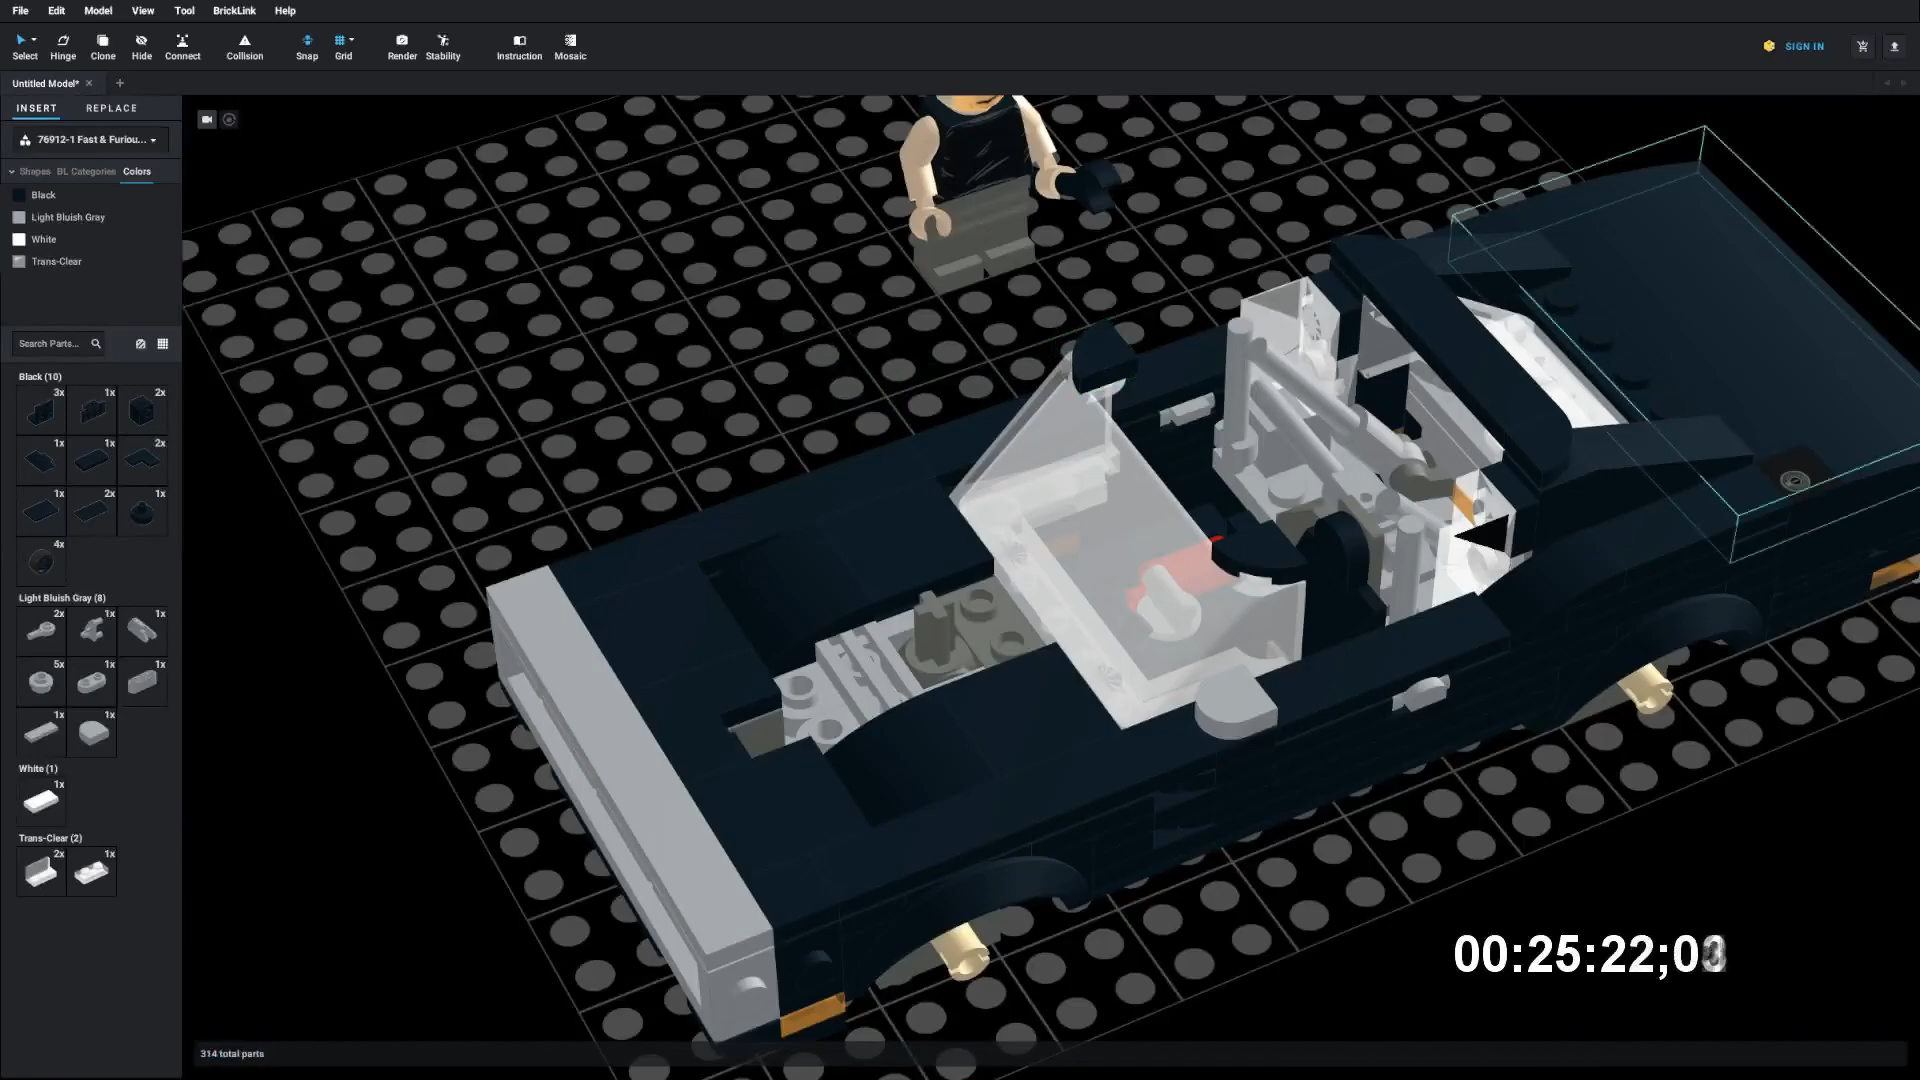 File Edit Model View Tool BrickLink Help
Select Hinge Clone Hide Connect Collision Snap Grid Render Stability Instruction Mosaic
SIGN IN
Untitled Model*
INSERT REPLACE
76912-1 Fast & Furiou...
Shapes BL Categories Colors
Black
Light Bluish Gray
White
Trans-Clear
Search Parts...
Black (10)
3x 1x 2x
1x 1x 2x
1x 2x 1x
4x
Light Bluish Gray (8)
2x 1x 1x
5x 1x 1x
1x 1x
White (1)
1x
Trans-Clear (2)
2x 1x
314 total parts